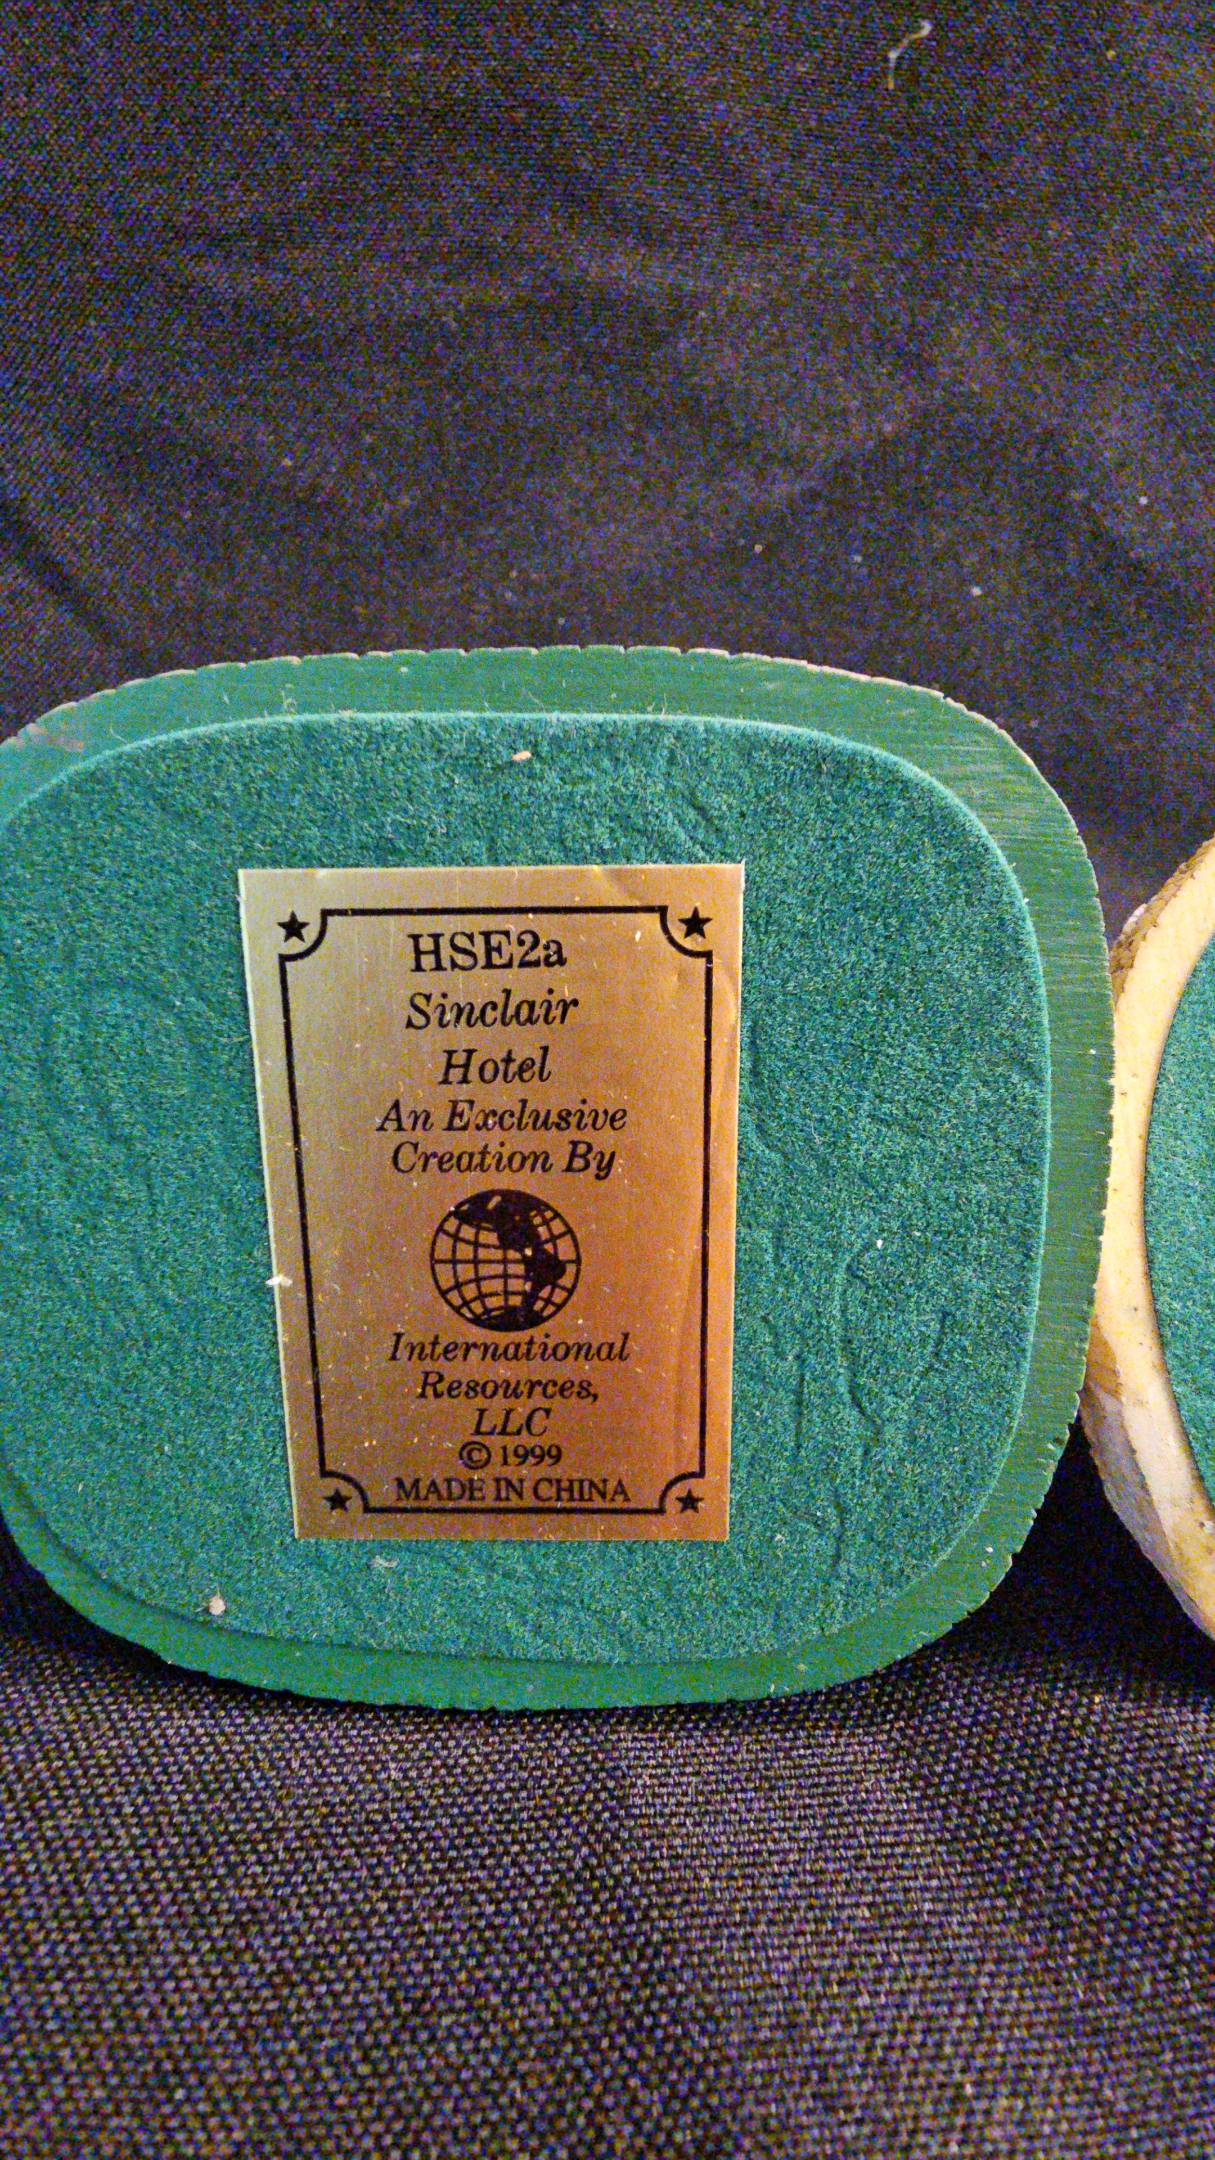 HSE2a
Sinclair
Hotel
An Exclusive
Creation By
International
Resources,
LLC
© 1999
MADE IN CHINA